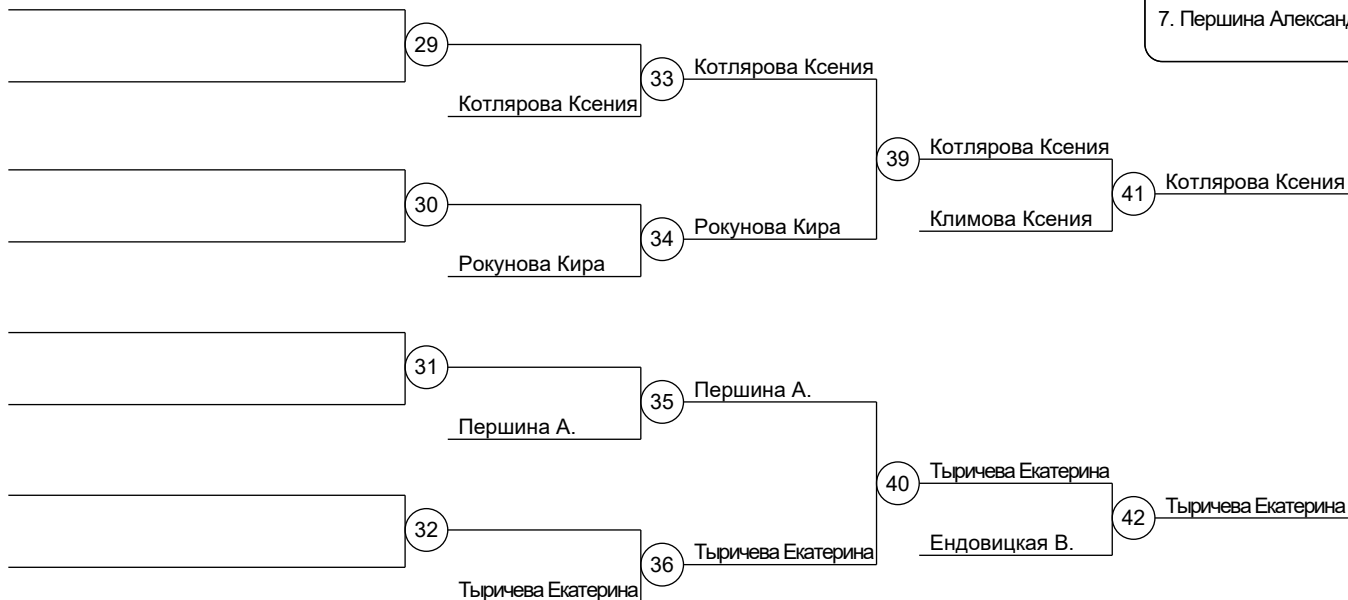 7. Першина Александ
29
Котлярова Ксения
33
Котлярова Ксения
39
Котлярова Ксения
41
Котлярова Ксения
Климова Ксения
30
Рокунова Кира
34
Рокунова Кира
31
Першина А.
35
Першина А.
40
Тыричева Екатерина
42
Тыричева Екатерина
Ендовицкая В.
32
Тыричева Екатерина
36
Тыричева Екатерина